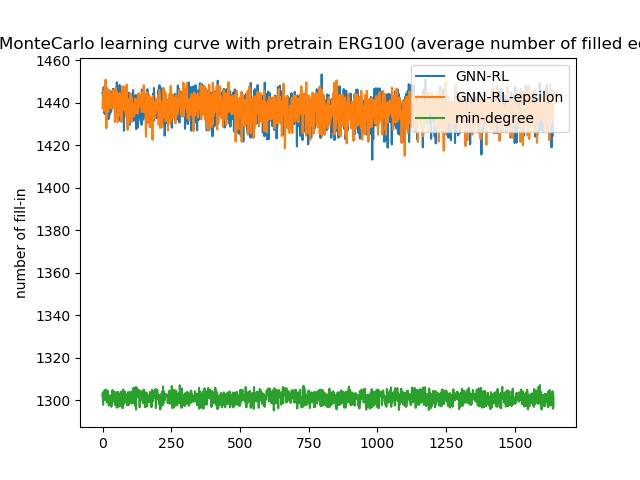 MonteCarlo learning curve with pretrain ERG100 (average number of filled
GNN-RL
GNN-RL-epsilon
min-degree
number of fill-in
1460
1440
1420
1400
1380
1360
1340
1320
1300
0 250 500 750 1000 1250 1500